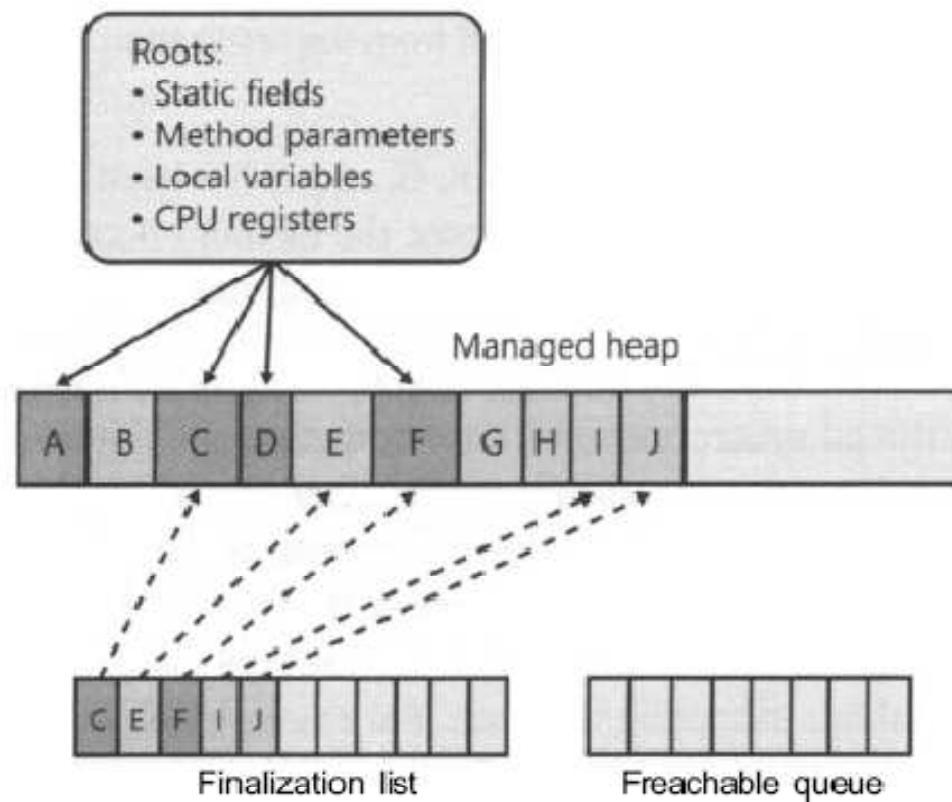 Roots:
• Static fields
• Method parameters
• Local variables
• CPU registers
Managed heap
A B C D E F G H I J
C E F I J
Finalization list
Freachable queue